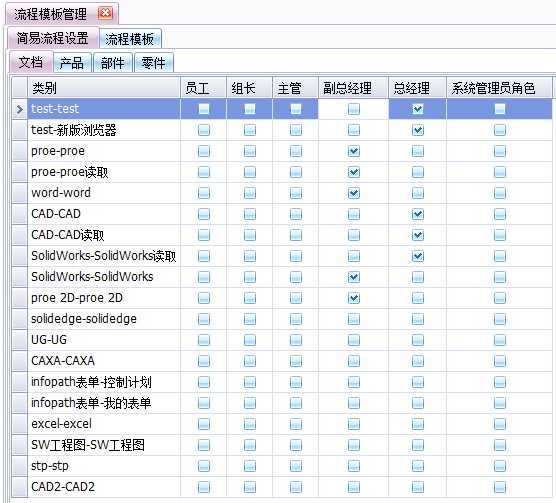 流程模板管理
简易流程设置 流程模板
文档 产品 部件 零件
类别 员工 组长 主管 副总经理 总经理 系统管理员角色
test-test
test-新版浏览器
proe-proe
proe-proe读取
word-word
CAD-CAD
CAD-CAD读取
SolidWorks-SolidWorks读取
SolidWorks-SolidWorks
proe 2D-proe 2D
solidedge-solidedge
UG-UG
CAXA-CAXA
infopath表单-控制计划
infopath表单-我的表单
excel-excel
SW工程图-SW工程图
stp-stp
CAD2-CAD2